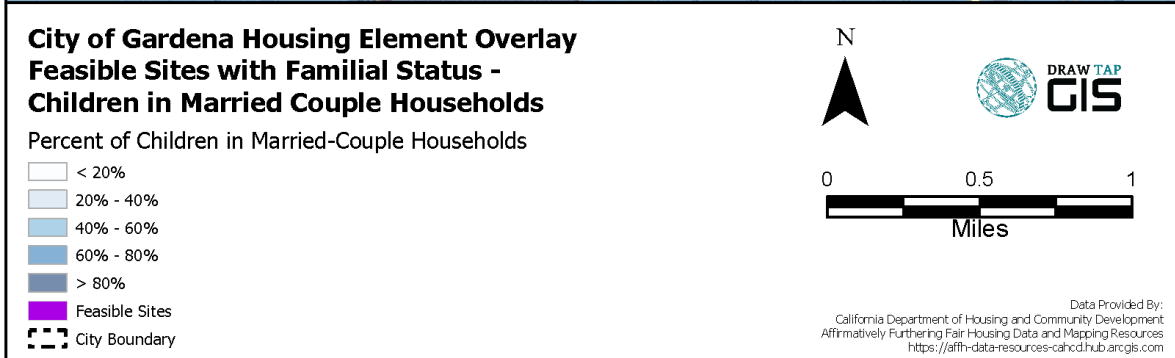 City of Gardena Housing Element Overlay
Feasible Sites with Familial Status -
Children in Married Couple Households
Percent of Children in Married-Couple Households
< 20%
20% - 40%
40% - 60%
60% - 80%
> 80%
Feasible Sites
City Boundary
N
DRAW TAP
GIS
0 0.5 1
Miles
Data Provided By:
California Department of Housing and Community Development
Affirmatively Furthering Fair Housing Data and Mapping Resources
https://affh-data-resources-cahcd.hub.arcgis.com